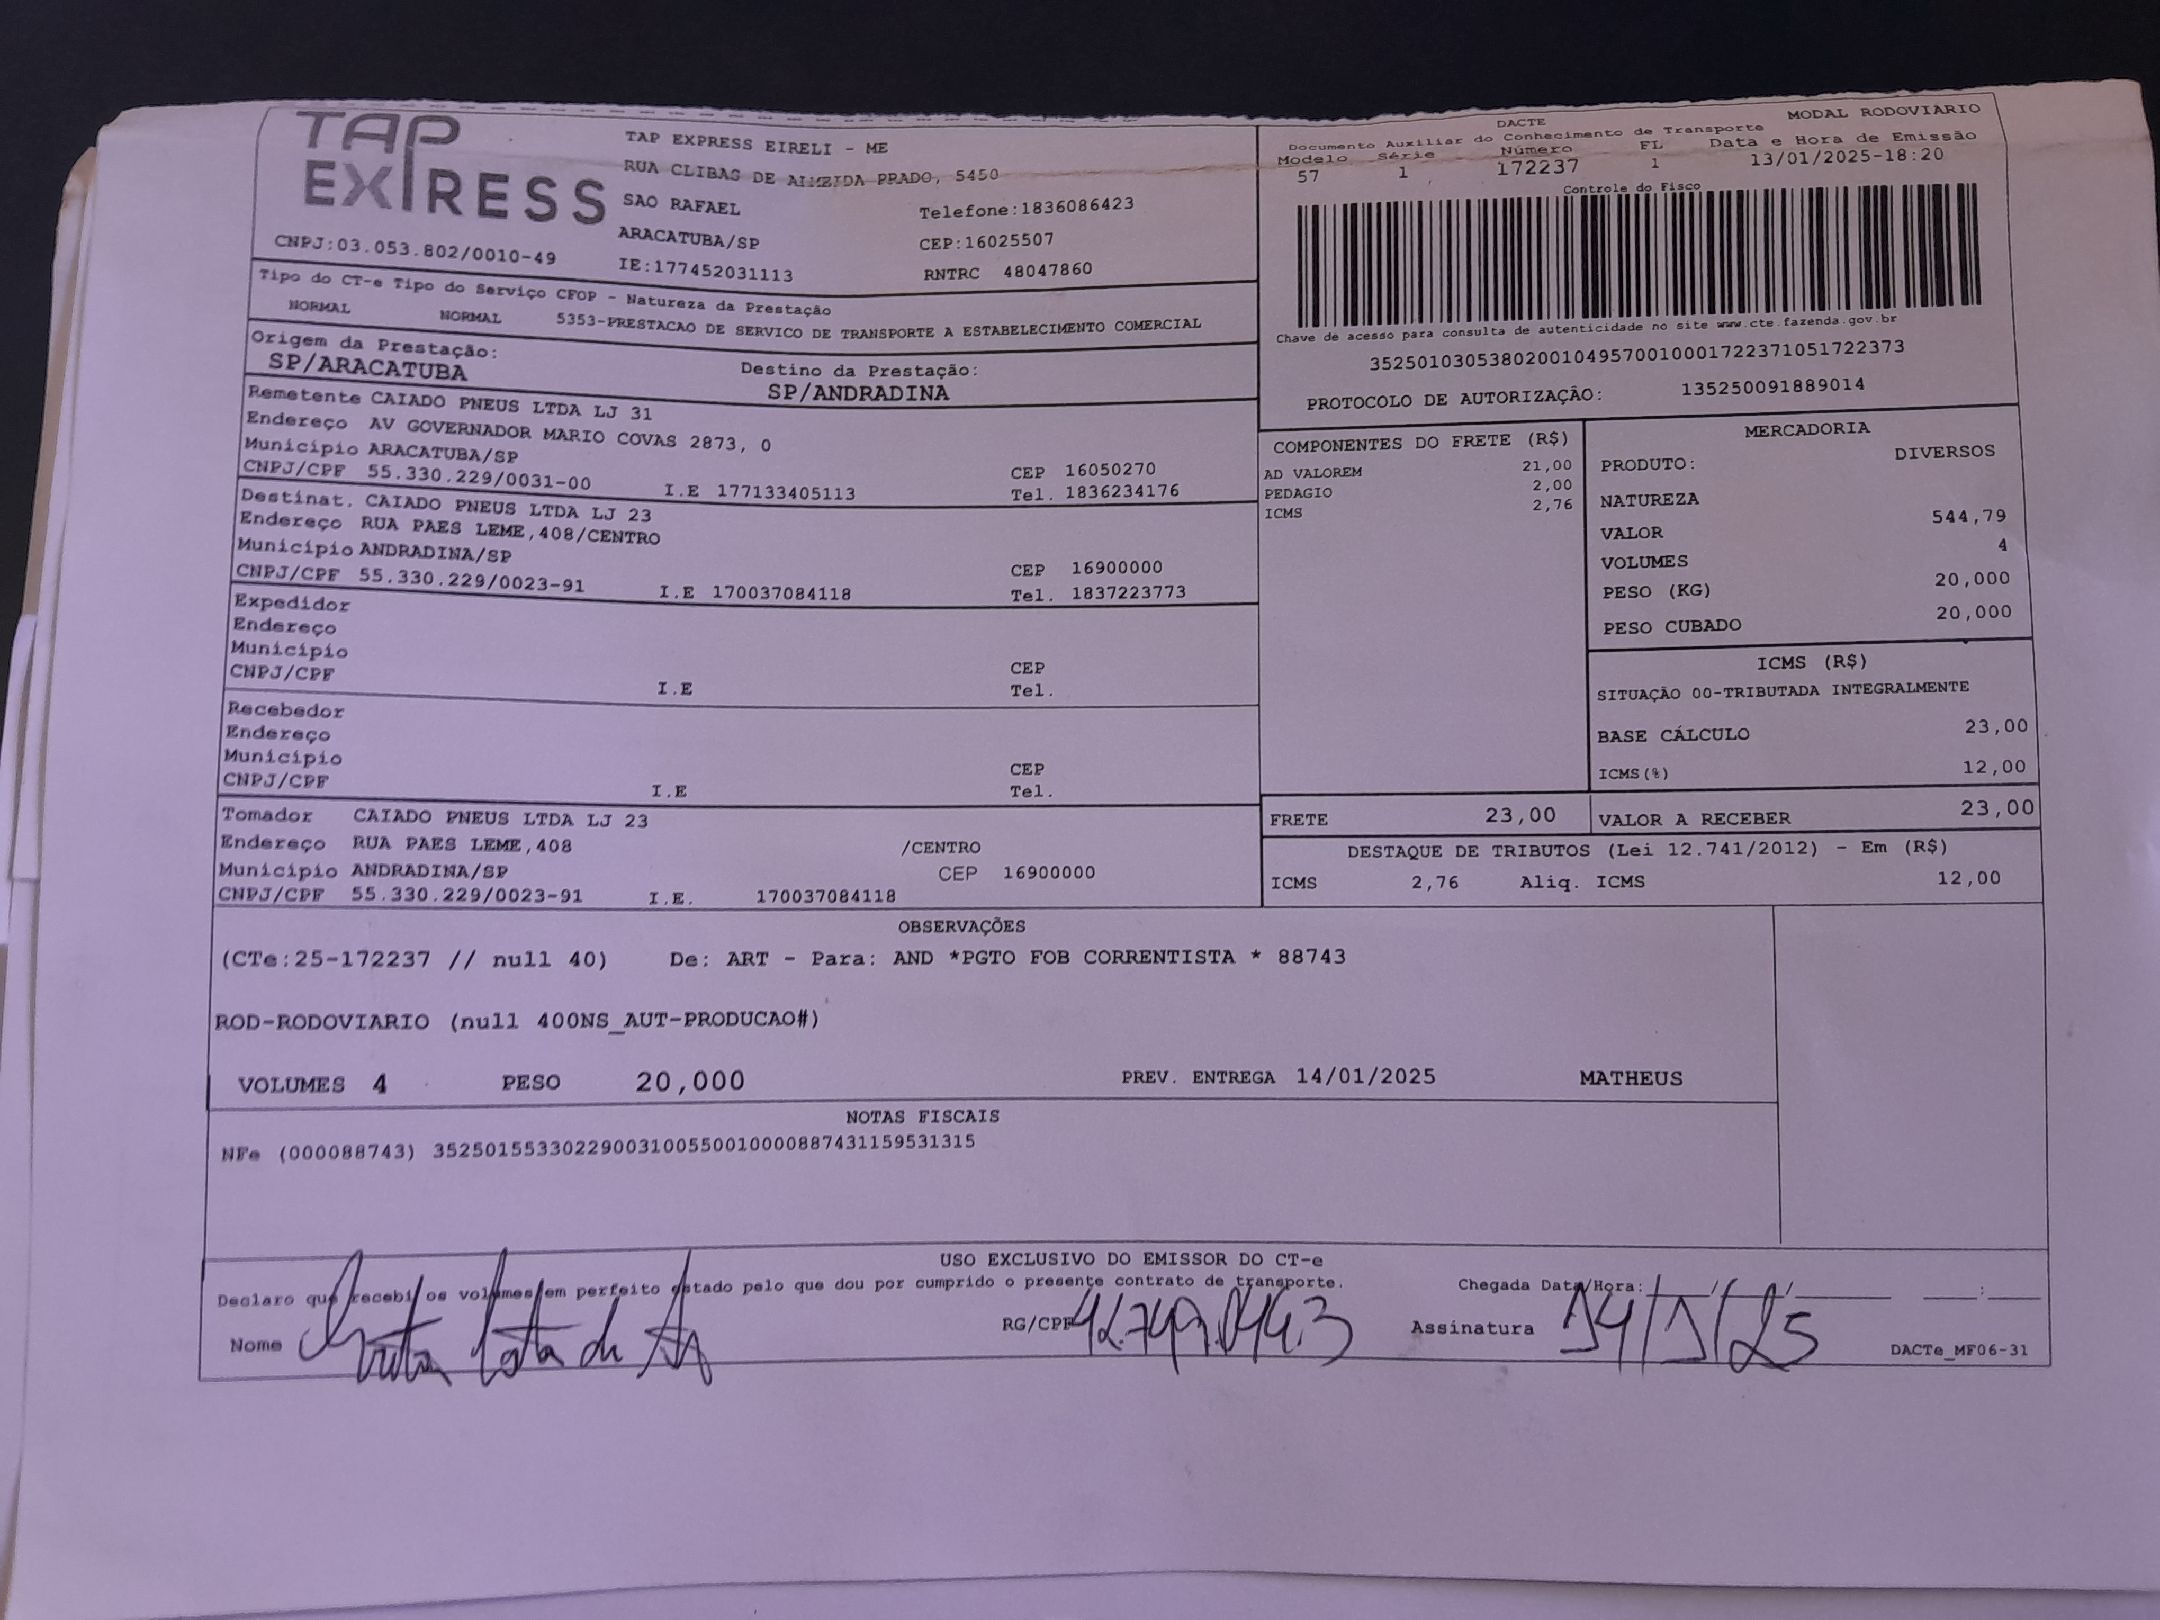 TAP
EXPRESS
TAP EXPRESS EIRELI - ME
RUA CLIBAS DE ALMEIDA PRADO, 5450
SAO RAFAEL
Telefone:1836086423
ARACATUBA/SP
CEP:16025507
CNPJ:03.053.802/0010-49
IE:177452031113
RNTRC 48047860
DACTE
MODAL RODOVIARIO
Documento Auxiliar do Conhecimento de Transporte
Modelo Série Número FL Data e Hora de Emissão
57 1 172237 1 13/01/2025-18:20
Controle do Fisco
Chave de acesso para consulta de autenticidade no site www.cte.fazenda.gov.br
35250103053802001049570010001722371051722373
PROTOCOLO DE AUTORIZAÇÃO: 135250091889014
Tipo do CT-e Tipo do Serviço CFOP - Natureza da Prestação
NORMAL NORMAL 5353-PRESTACAO DE SERVICO DE TRANSPORTE A ESTABELECIMENTO COMERCIAL
Origem da Prestação:
SP/ARACATUBA
Destino da Prestação:
SP/ANDRADINA
Remetente CAIADO PNEUS LTDA LJ 31
Endereço AV GOVERNADOR MARIO COVAS 2873, 0
Município ARACATUBA/SP
CEP 16050270
CNPJ/CPF 55.330.229/0031-00 I.E 177133405113 Tel. 1836234176
Destinat. CAIADO PNEUS LTDA LJ 23
Endereço RUA PAES LEME,408/CENTRO
Município ANDRADINA/SP
CEP 16900000
CNPJ/CPF 55.330.229/0023-91 I.E 170037084118 Tel. 1837223773
Expedidor
Endereço
Município
CEP
CNPJ/CPF I.E Tel.
Recebedor
Endereço
Município
CEP
CNPJ/CPF I.E Tel.
Tomador CAIADO PNEUS LTDA LJ 23
Endereço RUA PAES LEME,408 /CENTRO
Município ANDRADINA/SP CEP 16900000
CNPJ/CPF 55.330.229/0023-91 I.E. 170037084118
COMPONENTES DO FRETE (R$)
AD VALOREM 21,00
PEDAGIO 2,00
ICMS 2,76
MERCADORIA
PRODUTO: DIVERSOS
NATUREZA
VALOR 544,79
VOLUMES 4
PESO (KG) 20,000
PESO CUBADO 20,000
ICMS (R$)
SITUAÇÃO 00-TRIBUTADA INTEGRALMENTE
BASE CÁLCULO 23,00
ICMS(%) 12,00
FRETE 23,00 VALOR A RECEBER 23,00
DESTAQUE DE TRIBUTOS (Lei 12.741/2012) - Em (R$)
ICMS 2,76 Aliq. ICMS 12,00
OBSERVAÇÕES
(CTe:25-172237 // null 40) De: ART - Para: AND *PGTO FOB CORRENTISTA * 88743
ROD-RODOVIARIO (null 400NS_AUT-PRODUCAO#)
VOLUMES 4 PESO 20,000 PREV. ENTREGA 14/01/2025 MATHEUS
NOTAS FISCAIS
NFe (000088743) 35250155330229003100550010000887431159531315
USO EXCLUSIVO DO EMISSOR DO CT-e
Declaro que recebi os volumes em perfeito estado pelo que dou por cumprido o presente contrato de transporte.
Chegada Data/Hora: / / :
Nome
RG/CPF
Assinatura 14/1/25
DACTe_MF06-31